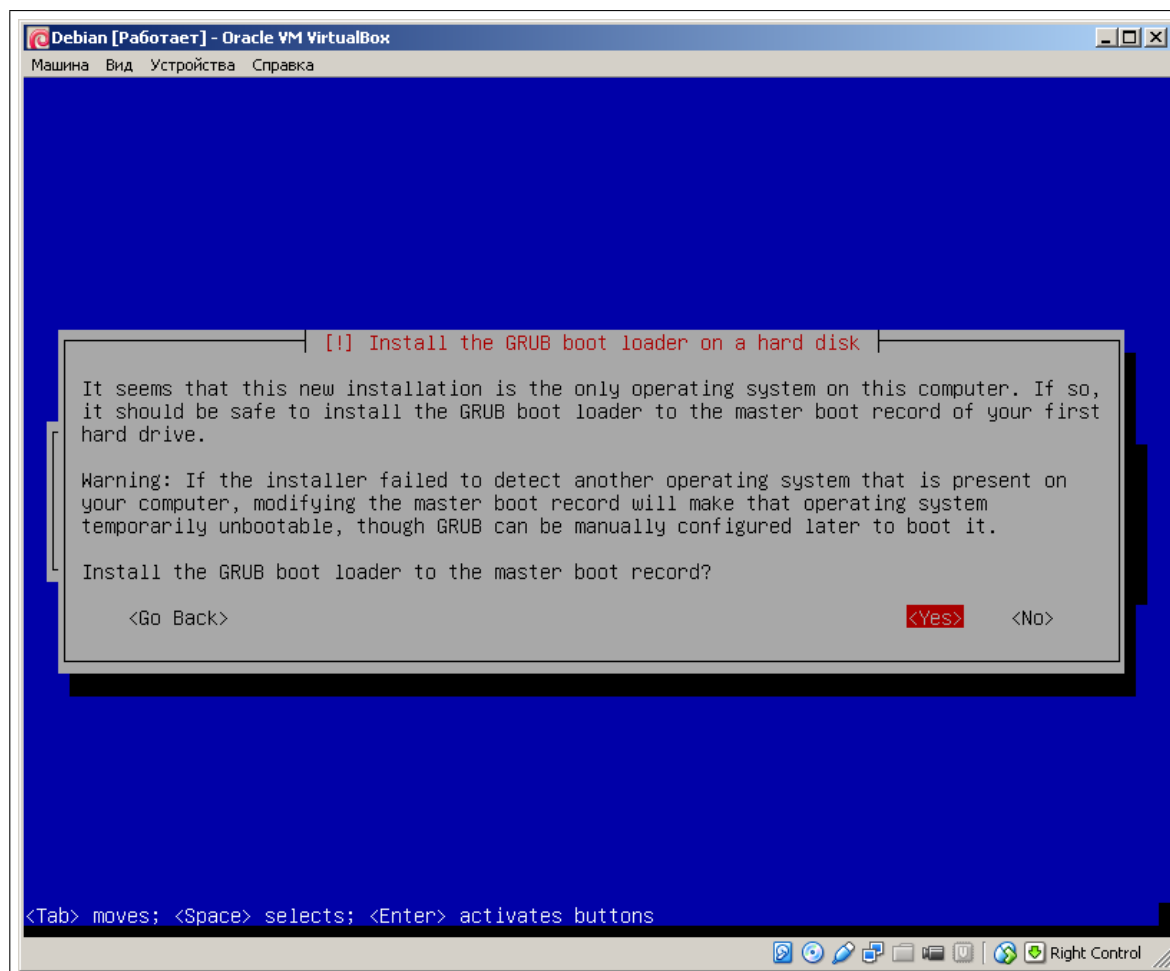 Debian [Работает] - Oracle VM VirtualBox
Машина Вид Устройства Справка
[!] Install the GRUB boot loader on a hard disk
It seems that this new installation is the only operating system on this computer. If so,
it should be safe to install the GRUB boot loader to the master boot record of your first
hard drive.
Warning: If the installer failed to detect another operating system that is present on
your computer, modifying the master boot record will make that operating system
temporarily unbootable, though GRUB can be manually configured later to boot it.
Install the GRUB boot loader to the master boot record?
<Go Back> <Yes> <No>
<Tab> moves; <Space> selects; <Enter> activates buttons
Right Control